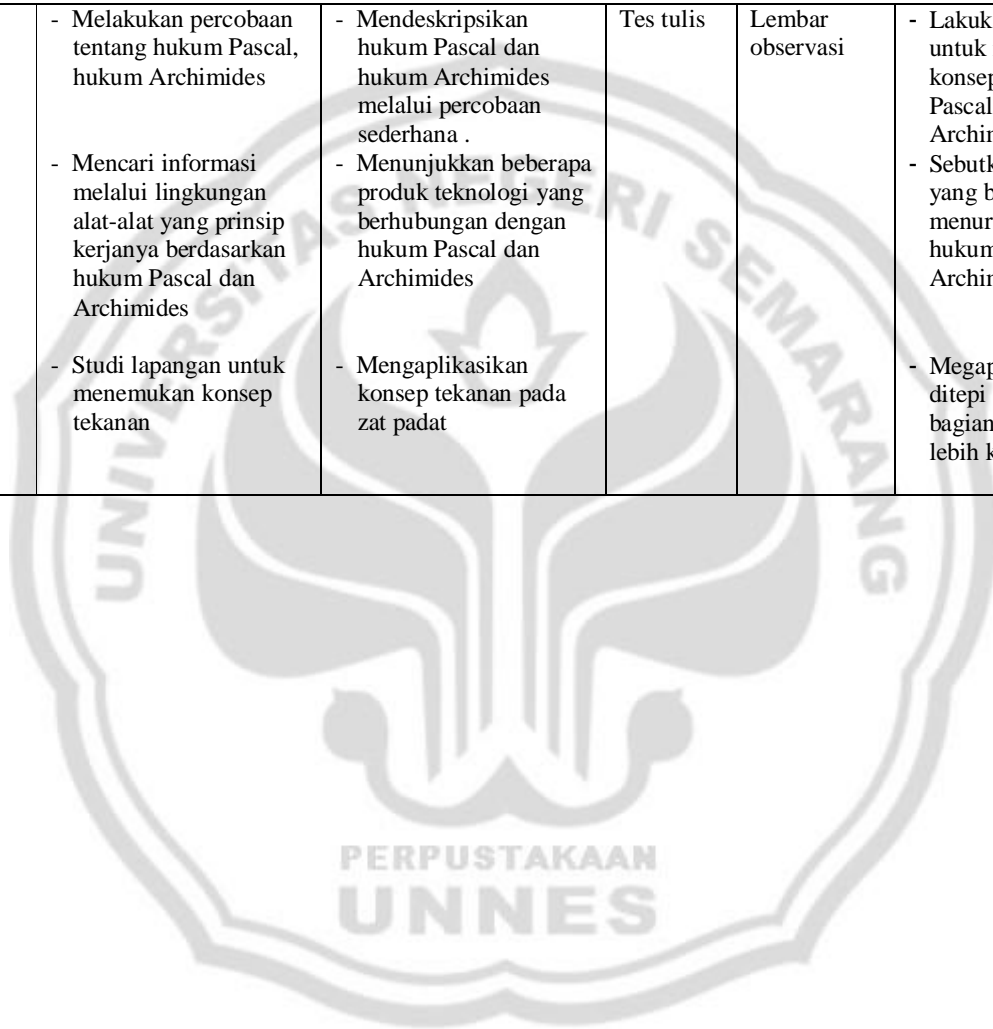 - Melakukan percobaan
tentang hukum Pascal,
hukum Archimides
- Mencari informasi
melalui lingkungan
alat-alat yang prinsip
kerjanya berdasarkan
hukum Pascal dan
Archimides
- Studi lapangan untuk
menemukan konsep
tekanan
- Mendeskripsikan
hukum Pascal dan
hukum Archimides
melalui percobaan
sederhana .
- Menunjukkan beberapa
produk teknologi yang
berhubungan dengan
hukum Pascal dan
Archimides
- Mengaplikasikan
konsep tekanan pada
zat padat
Tes tulis
Lembar
observasi
-
untuk
Pascal
-
yang
-
ditepi
lebih
UNIVERSITAS NEGERI SEMARANG
PERPUSTAKAAN
UNNES